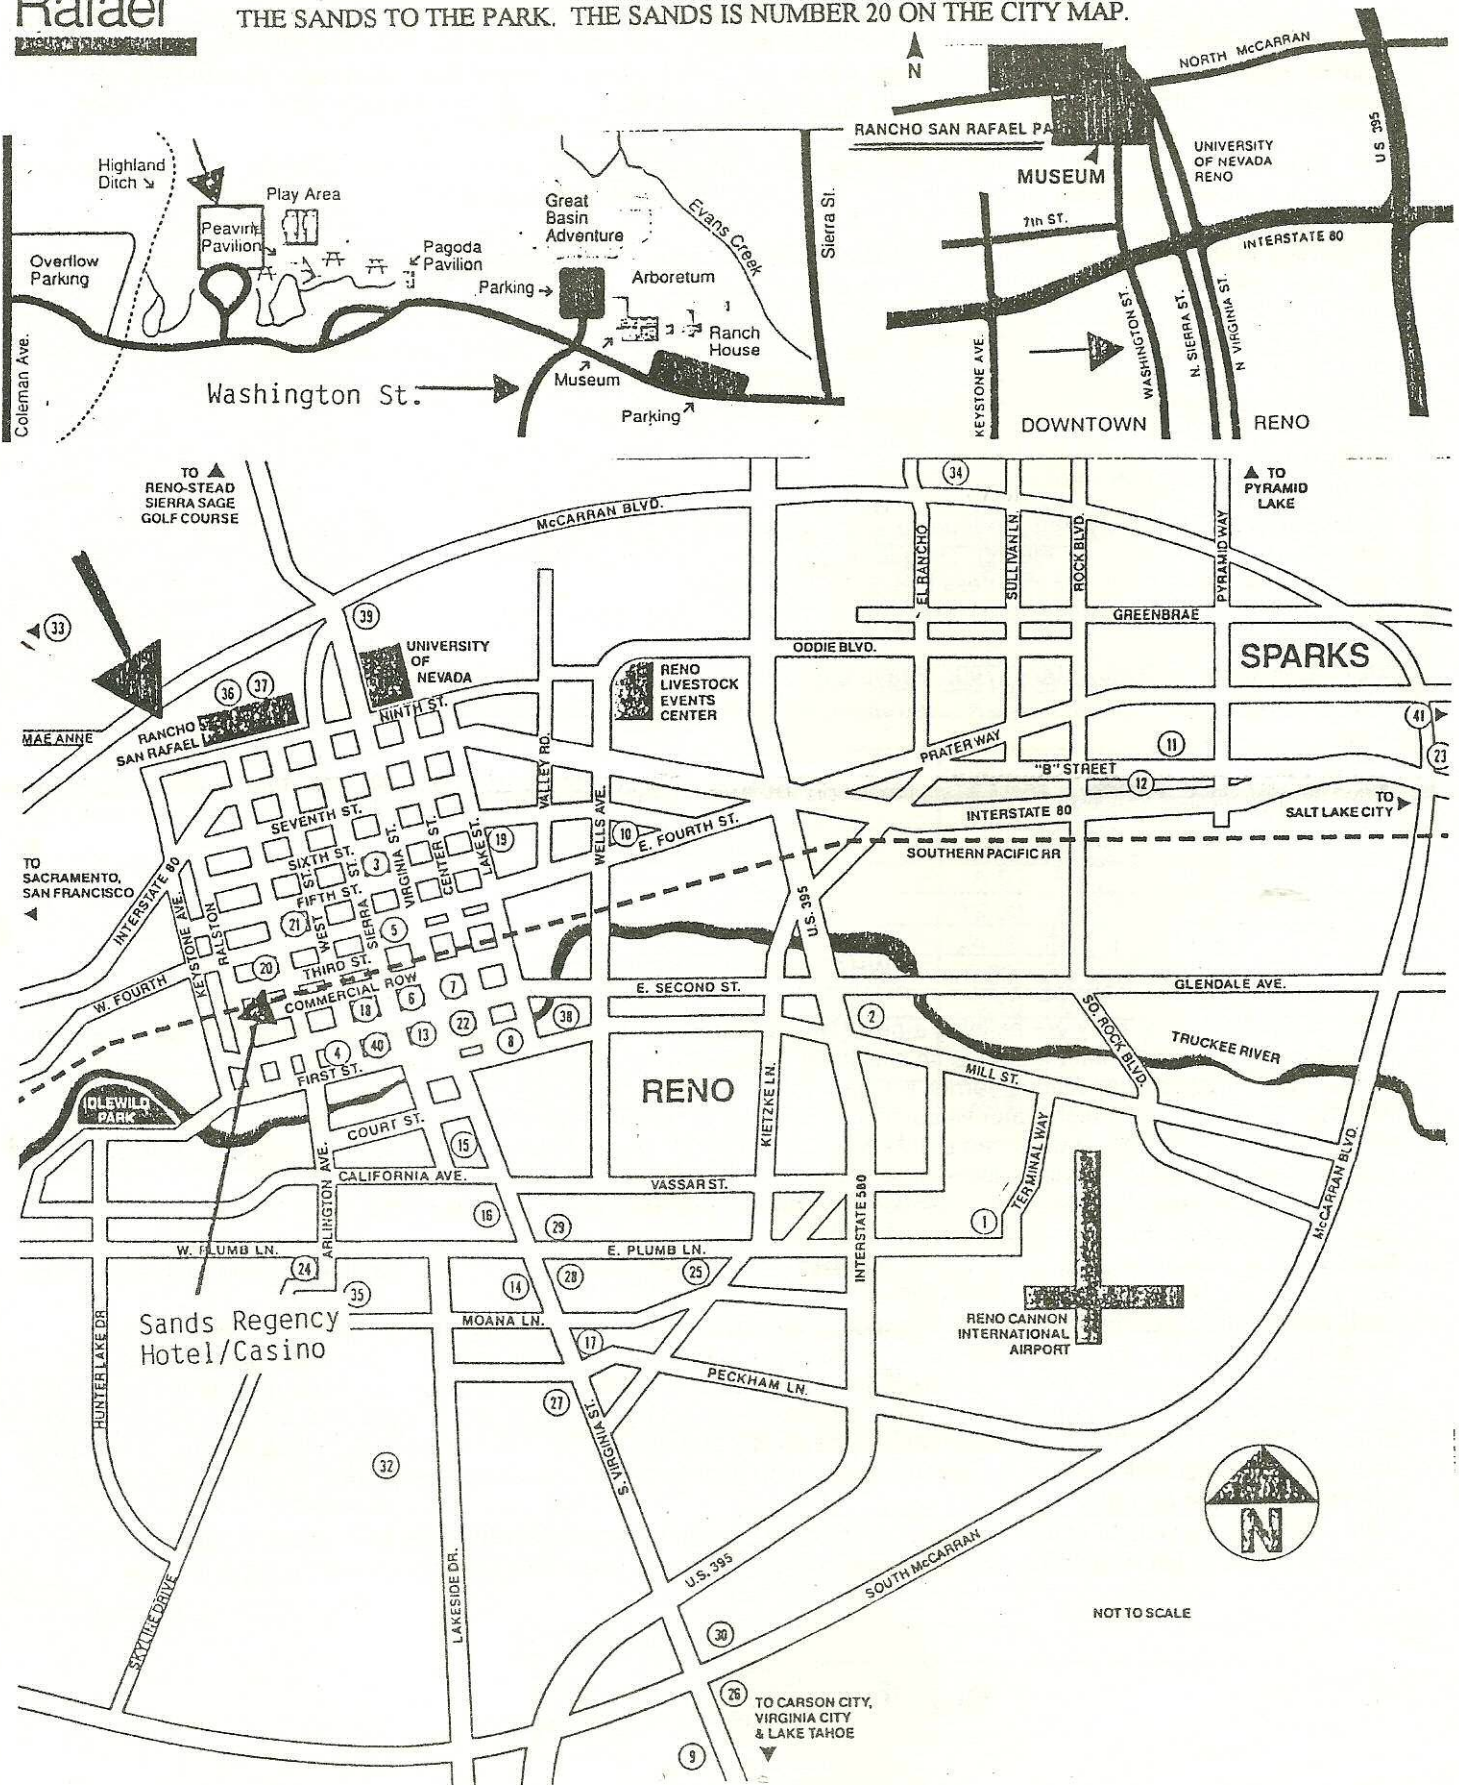 Rafael
THE SANDS TO THE PARK. THE SANDS IS NUMBER 20 ON THE CITY MAP.
N
NORTH McCARRAN
U S 395
RANCHO SAN RAFAEL PA
MUSEUM
UNIVERSITY
OF NEVADA
RENO
7th ST.
INTERSTATE 80
KEYSTONE AVE.
WASHINGTON ST.
N. SIERRA ST.
N VIRGINIA ST.
DOWNTOWN
RENO
Highland
Ditch
Play Area
Peavine
Pavilion
Overflow
Parking
Pagoda
Pavilion
Great
Basin
Adventure
Evans Creek
Sierra St.
Parking
Arboretum
Ranch
House
Museum
Parking
Coleman Ave.
Washington St.
TO
RENO-STEAD
SIERRA SAGE
GOLF COURSE
McCARRAN BLVD.
34
TO
PYRAMID
LAKE
EL RANCHO
SULLIVAN LN.
ROCK BLVD.
PYRAMID WAY
GREENBRAE
33
39
UNIVERSITY
OF
NEVADA
ODDIE BLVD.
SPARKS
RENO
LIVESTOCK
EVENTS
CENTER
36
37
NINTH ST.
RANCHO
SAN RAFAEL
MAE ANNE
41
PRATER WAY
11
23
"B" STREET
12
VALLEY RD.
WELLS AVE.
TO
SALT LAKE CITY
INTERSTATE 80
SEVENTH ST.
19
10
E. FOURTH ST.
SOUTHERN PACIFIC RR
SIXTH ST.
3
VIRGINIA ST.
CENTER ST.
LAKE ST.
TO
SACRAMENTO,
SAN FRANCISCO
INTERSTATE 80
FIFTH ST.
21
WEST
ST.
SIERRA
ST.
5
U.S. 395
KEYSTONE AVE.
RALSTON
20
THIRD ST.
W. FOURTH
COMMERCIAL ROW
18
6
7
E. SECOND ST.
GLENDALE AVE.
38
2
13
22
8
4
40
FIRST ST.
SO. ROCK BLVD.
TRUCKEE RIVER
MILL ST.
RENO
IDLEWILD
PARK
COURT ST.
15
KIETZKE LN.
TERMINAL WAY
McCARRAN BLVD.
CALIFORNIA AVE.
VASSAR ST.
ARLINGTON AVE.
16
29
1
INTERSTATE 580
W. PLUMB LN.
E. PLUMB LN.
24
35
14
28
25
Sands Regency
Hotel/Casino
MOANA LN.
17
RENO CANNON
INTERNATIONAL
AIRPORT
HUNTER LAKE DR
PECKHAM LN.
27
S. VIRGINIA ST.
32
N
U.S. 395
SOUTH McCARRAN
SKYLINE DRIVE
LAKESIDE DR.
NOT TO SCALE
30
26
TO CARSON CITY,
VIRGINIA CITY
& LAKE TAHOE
9